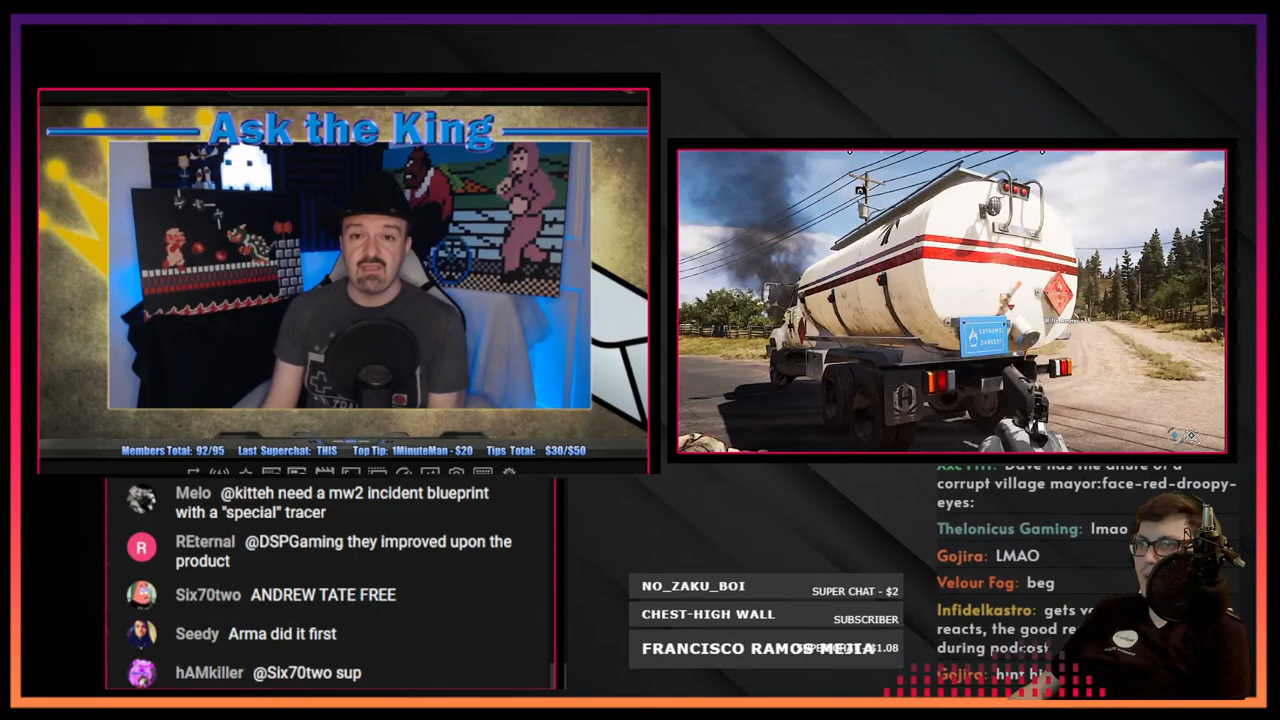 Ask the King
Members Total: 92/95 Last Superchat: THIS Top Tip: 1MinuteMan - $20 Tips Total: $30/$50
Melo @kitteh need a mw2 incident blueprint
with a "special" tracer
R
REternal @DSPGaming they improved upon the
product
Six70two ANDREW TATE FREE
Seedy Arma did it first
hAMkiller @Six70two sup
EXTREME
DANGER!
NO_ZAKU_BOI SUPER CHAT - $2
CHEST-HIGH WALL SUBSCRIBER
FRANCISCO RAMOS MEJIA $1.08
Dave has the allure of a
corrupt village mayor:face-red-droopy-
eyes:
Thelonicus Gaming: lmao
Gojira: LMAO
Velour Fog: beg
Infidelkastro: gets
reacts, the good
during podcast
Gojira: hint